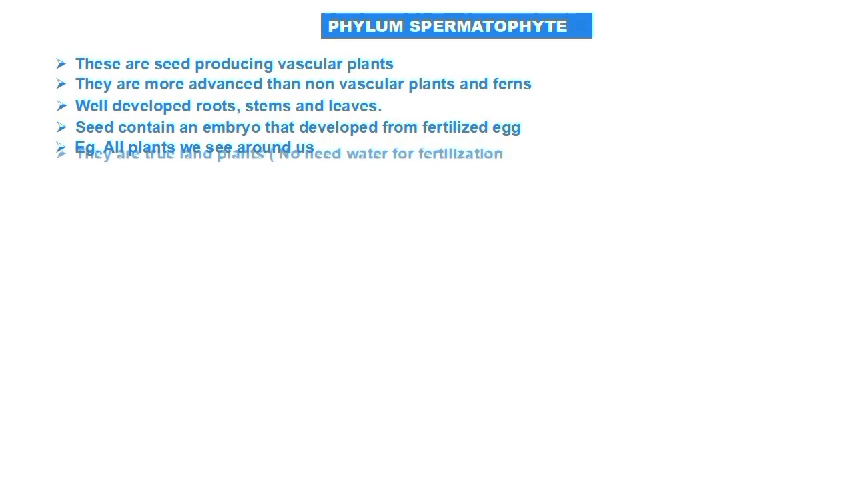 PHYLUM SPERMATOPHYTE
➢ These are seed producing vascular plants
➢ They are more advanced than non vascular plants and ferns
➢ Well developed roots, stems and leaves.
➢ Seed contain an embryo that developed from fertilized egg
➢ Eg. All plants we see around us
➢ They are true land plants ( No need water for fertilization